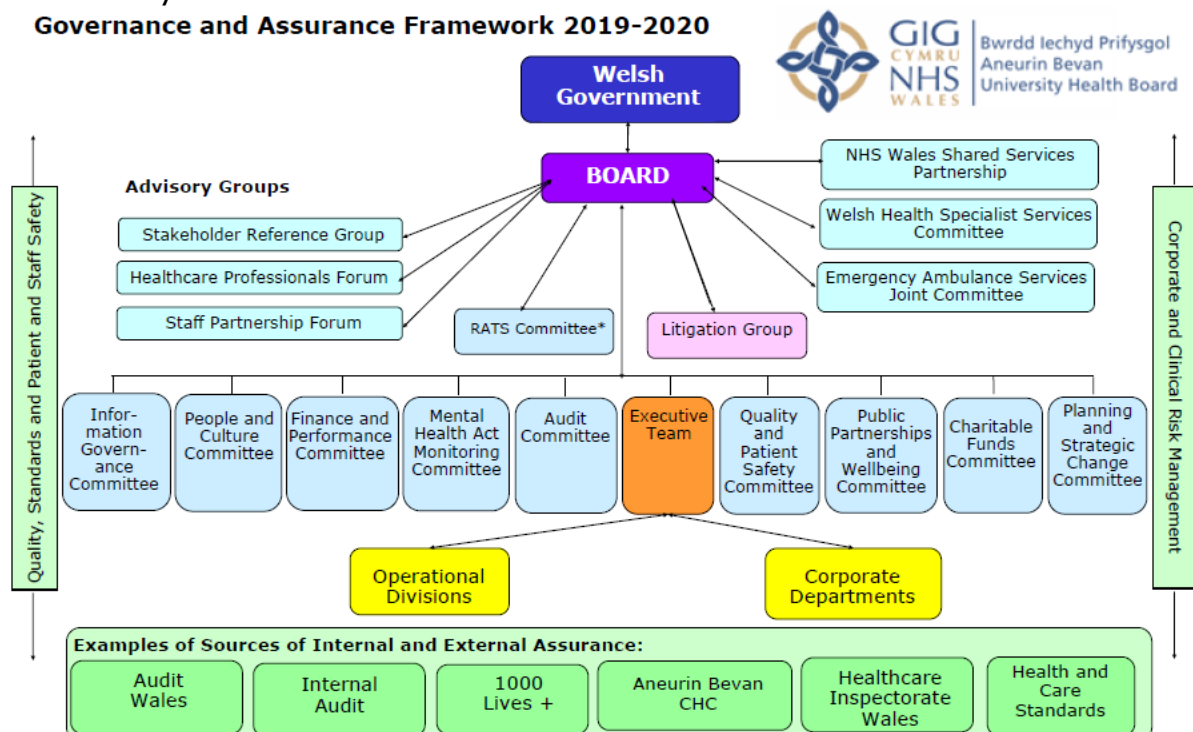 Governance and Assurance Framework 2019-2020
GIG
CYMRU
NHS
WALES
Bwrdd Iechyd Prifysgol
Aneurin Bevan
University Health Board
Welsh
Government
BOARD
Advisory Groups
Stakeholder Reference Group
Healthcare Professionals Forum
Staff Partnership Forum
NHS Wales Shared Services
Partnership
Welsh Health Specialist Services
Committee
Emergency Ambulance Services
Joint Committee
RATS Committee*
Litigation Group
Quality, Standards and Patient and Staff Safety
Corporate and Clinical Risk Management
Infor-
mation
Govern-
ance
Committee
People and
Culture
Committee
Finance and
Performance
Committee
Mental
Health Act
Monitoring
Committee
Audit
Committee
Executive
Team
Quality
and
Patient
Safety
Committee
Public
Partnerships
and
Wellbeing
Committee
Charitable
Funds
Committee
Planning
and
Strategic
Change
Committee
Operational
Divisions
Corporate
Departments
Examples of Sources of Internal and External Assurance:
Audit
Wales
Internal
Audit
1000
Lives +
Aneurin Bevan
CHC
Healthcare
Inspectorate
Wales
Health and
Care
Standards